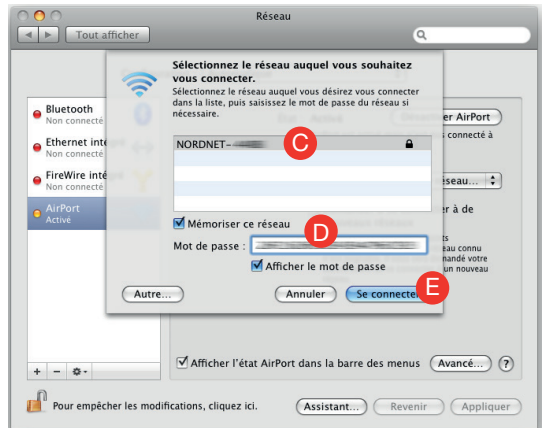 Réseau
Tout afficher
Sélectionnez le réseau auquel vous souhaitez
vous connecter.
Sélectionnez le réseau auquel vous désirez vous connecter
dans la liste, puis saisissez le mot de passe du réseau si
nécessaire.
Bluetooth
Non connecté
Ethernet
Non connecté
FireWire
Non connecté
AirPort
Activé
er AirPort
connecté à
éseau...
er à de
ts
eau connu
mandé votre
un nouveau
NORDNET-
C
Mémoriser ce réseau
D
Mot de passe :
Afficher le mot de passe
Autre...
Annuler
Se connecter
E
Afficher l'état AirPort dans la barre des menus
Avancé...
?
+ -
Pour empêcher les modifications, cliquez ici.
Assistant...
Revenir
Appliquer